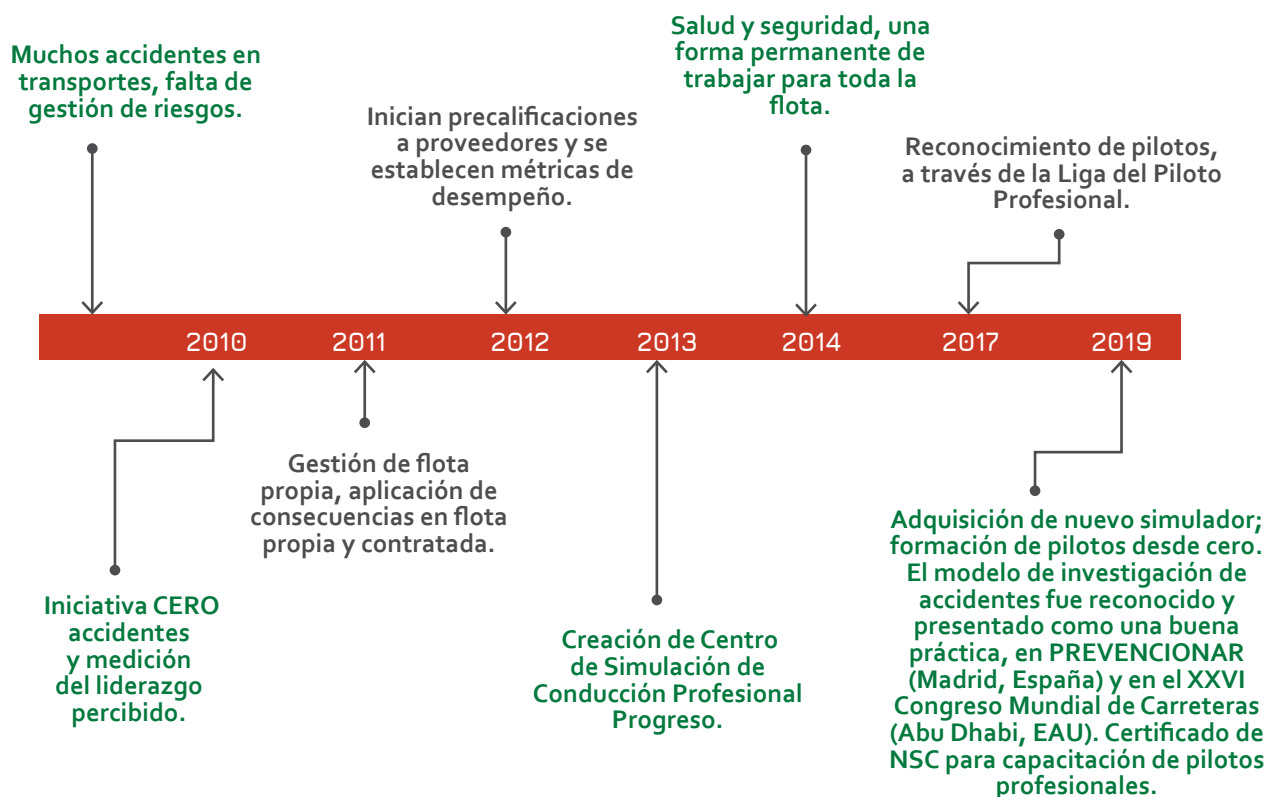 Muchos accidentes en
transportes, falta de
gestión de riesgos.
Inician precalificaciones
a proveedores y se
establecen métricas de
desempeño.
Salud y seguridad, una
forma permanente de
trabajar para toda la
flota.
Reconocimiento de pilotos,
a través de la Liga del Piloto
Profesional.
2010 2011 2012 2013 2014 2017 2019
Iniciativa CERO
accidentes
y medición
del liderazgo
percibido.
Gestión de flota
propia, aplicación de
consecuencias en flota
propia y contratada.
Creación de Centro
de Simulación de
Conducción Profesional
Progreso.
Adquisición de nuevo simulador;
formación de pilotos desde cero.
El modelo de investigación de
accidentes fue reconocido y
presentado como una buena
práctica, en PREVENCIONAR
(Madrid, España) y en el XXVI
Congreso Mundial de Carreteras
(Abu Dhabi, EAU). Certificado de
NSC para capacitación de pilotos
profesionales.